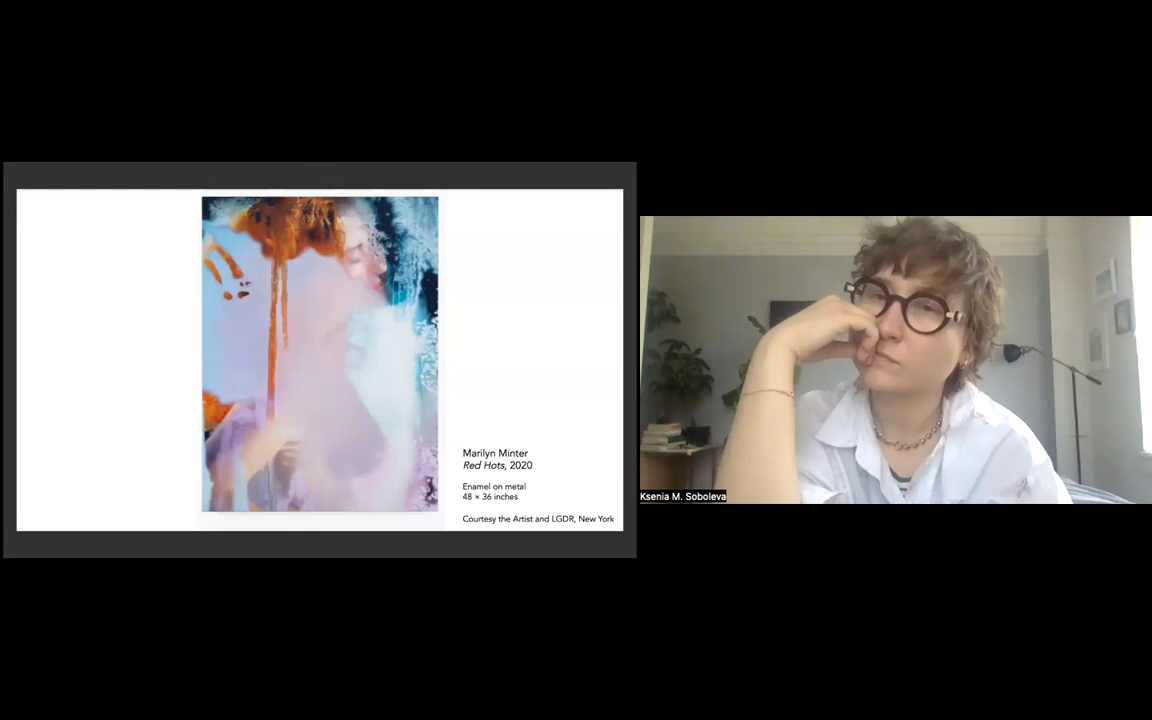 Marilyn Minter
Red Hots, 2020
Enamel on metal
48 × 36 inches
Courtesy the Artist and LGDR, New York
Ksenia M. Soboleva